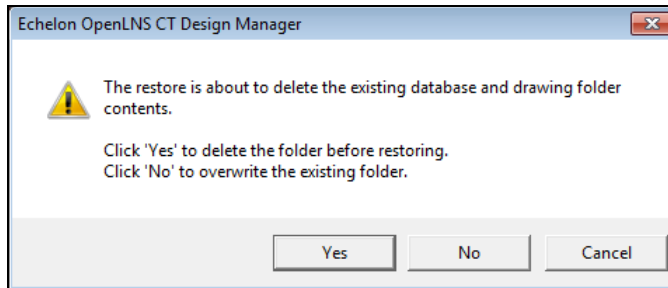 Echelon OpenLNS CT Design Manager
The restore is about to delete the existing database and drawing folder
contents.
Click 'Yes' to delete the folder before restoring.
Click 'No' to overwrite the existing folder.
Yes No Cancel